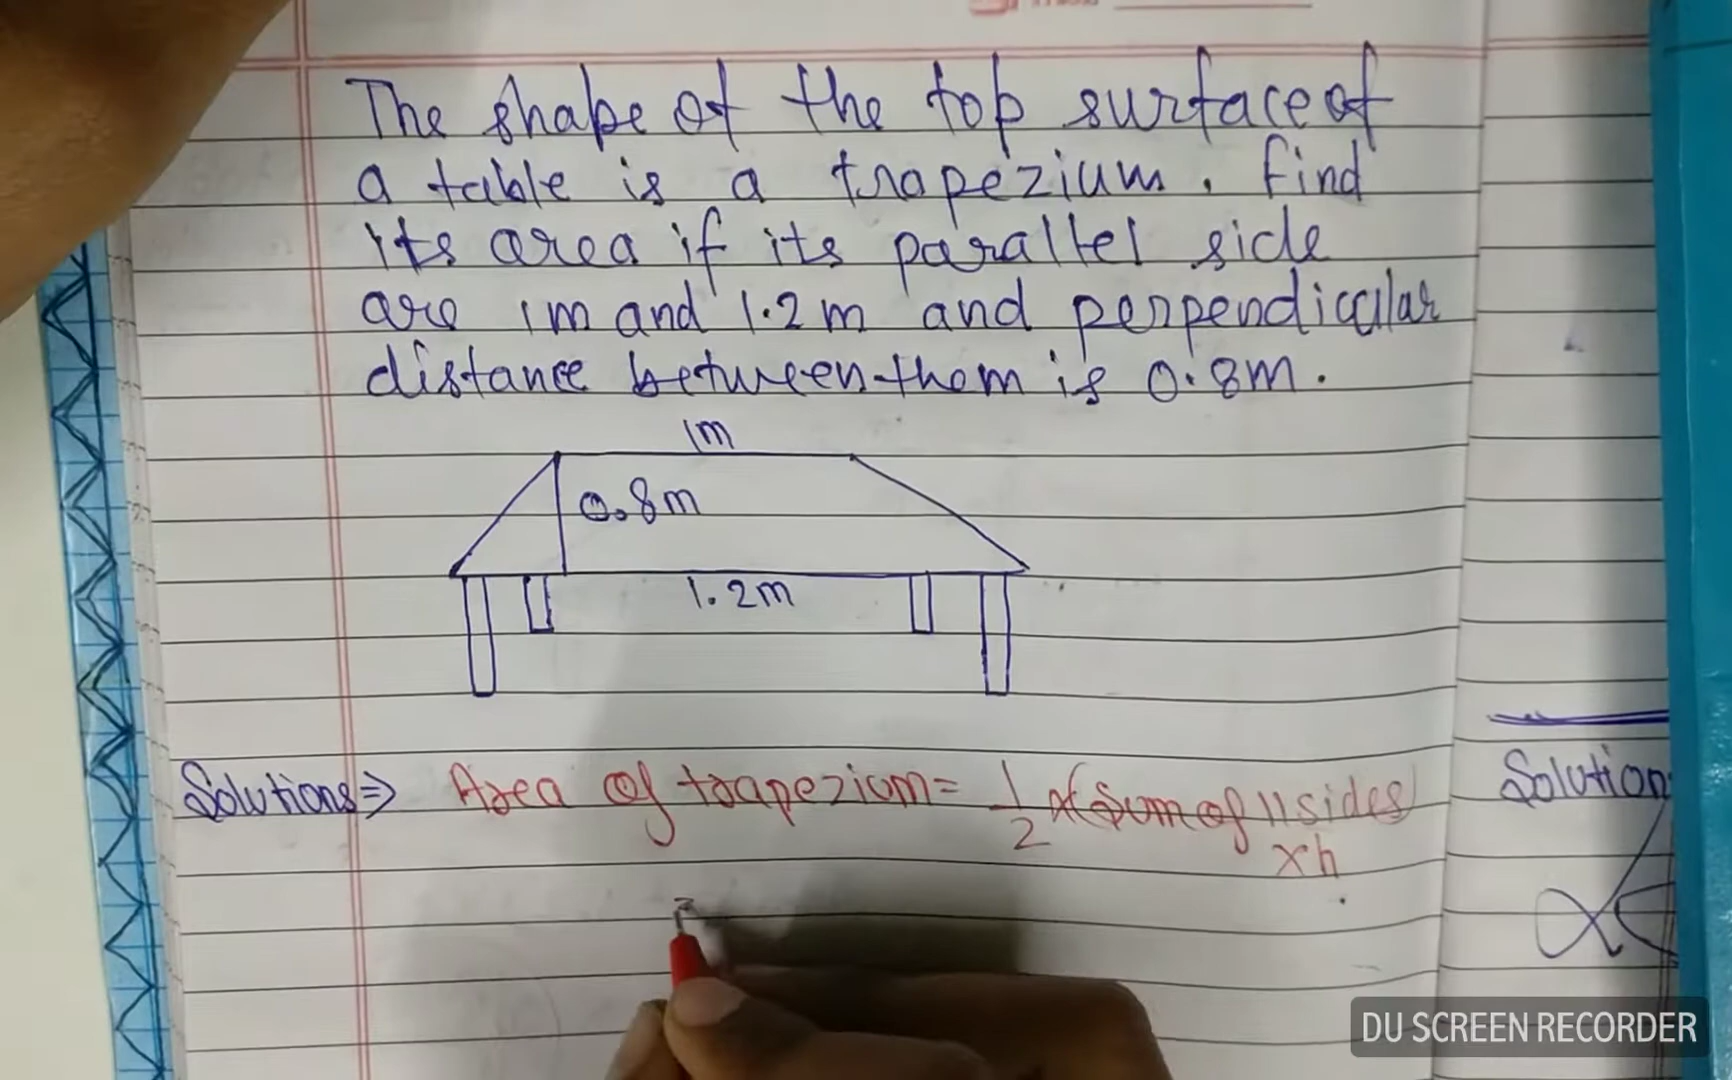 The shape of the top surface of
a table is a trapezium. Find
its area if its parallel side
are 1m and 1.2m and perpendicular
distance between them is 0.8m.
1m
0.8m
1.2m
Solutions⇒ Area of trapezium = 1/2 x(Sum of || sides)
xh
=
Solution
DU SCREEN RECORDER